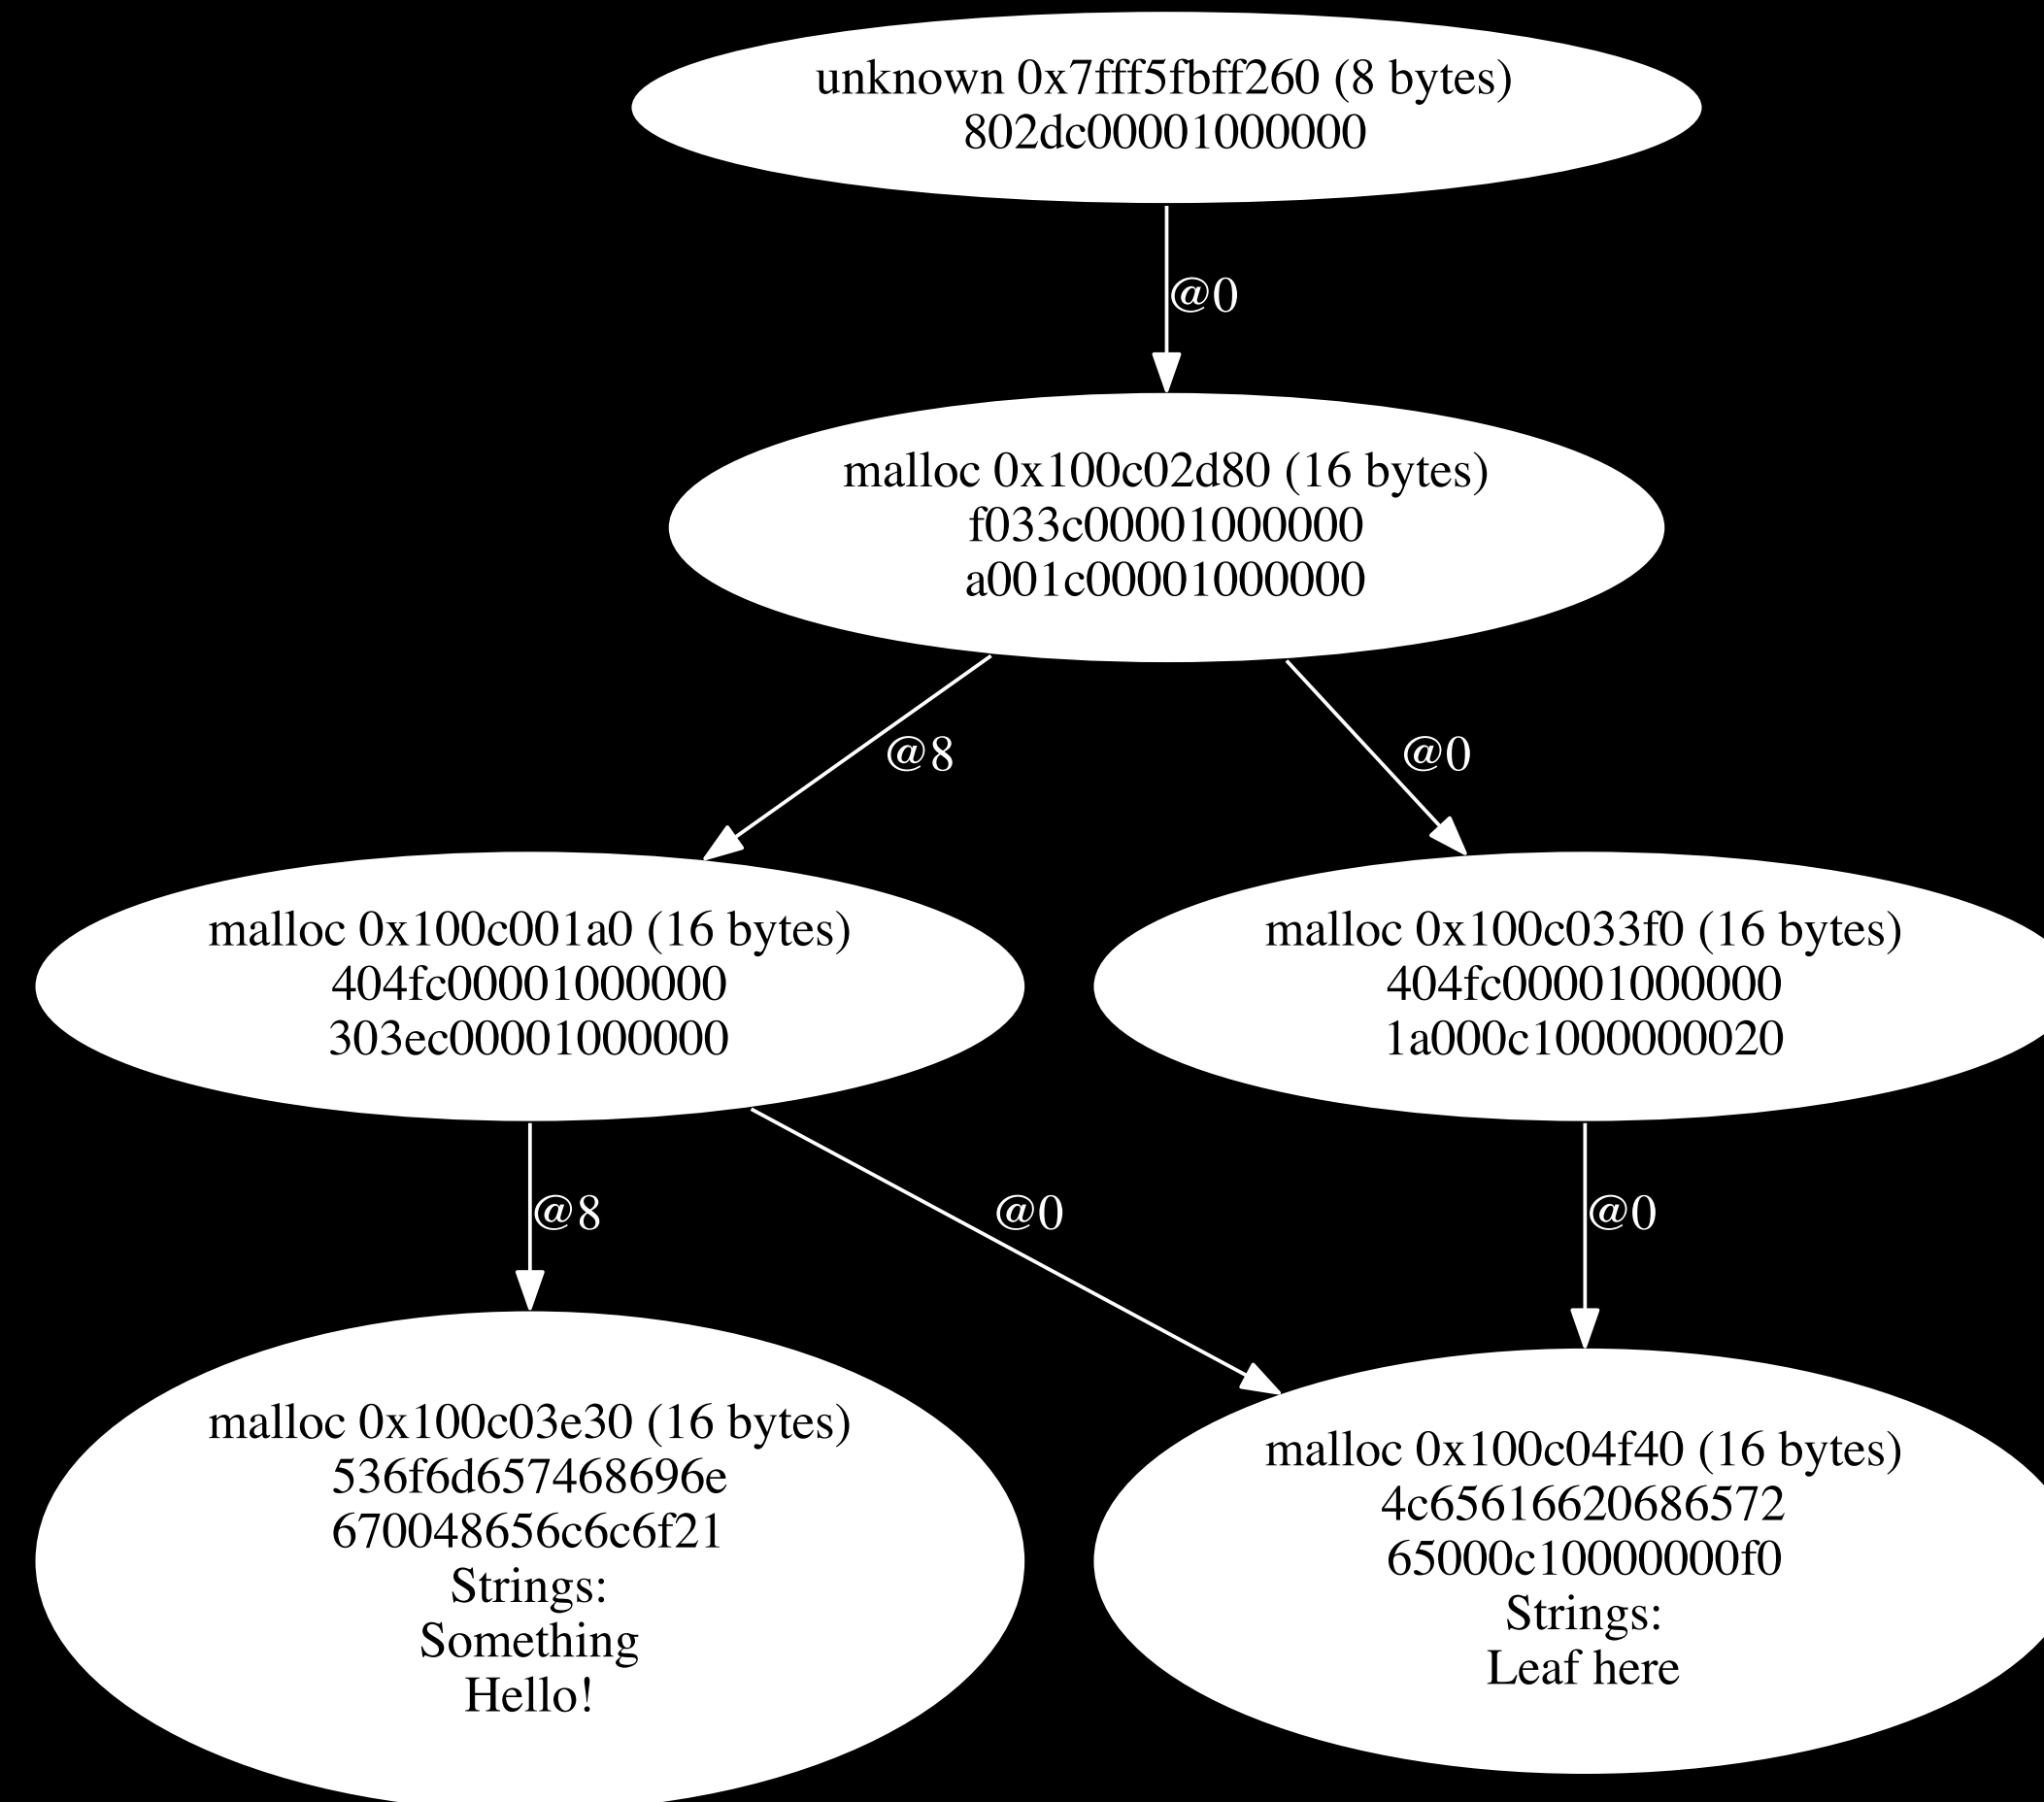 unknown 0x7fff5fbff260 (8 bytes)
802dc00001000000
@0
malloc 0x100c02d80 (16 bytes)
f033c00001000000
a001c00001000000
@8
@0
malloc 0x100c001a0 (16 bytes)
404fc00001000000
303ec00001000000
malloc 0x100c033f0 (16 bytes)
404fc00001000000
1a000c1000000020
@8
@0
@0
malloc 0x100c03e30 (16 bytes)
536f6d657468696e
670048656c6c6f21
Strings:
Something
Hello!
malloc 0x100c04f40 (16 bytes)
4c65616620686572
65000c10000000f0
Strings:
Leaf here